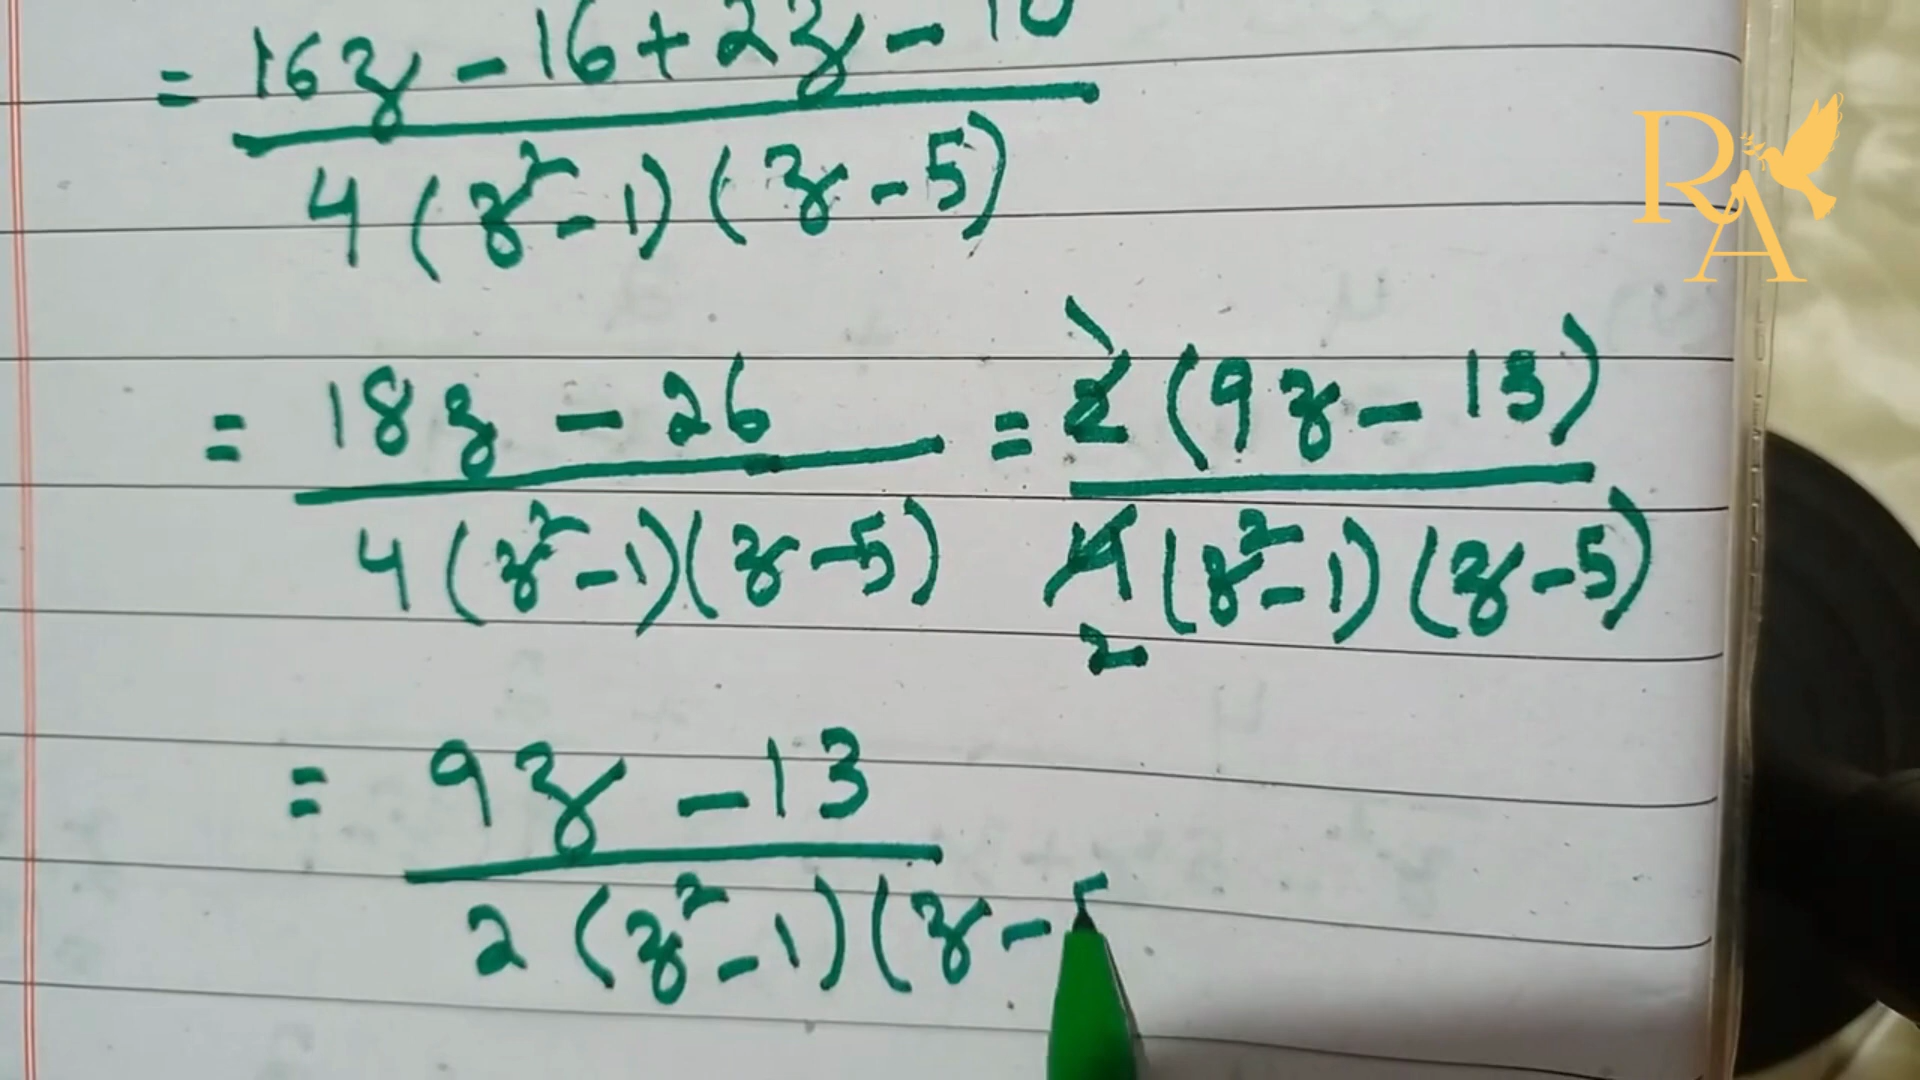 = 16z - 16 + 2z - 10
4 (z² - 1) (z - 5)
= 18z - 26 = 2 (9z - 13)
4 (z² - 1) (z - 5) 4 (z² - 1) (z - 5)
2
= 9z - 13
2 (z² - 1) (z - 5
RA